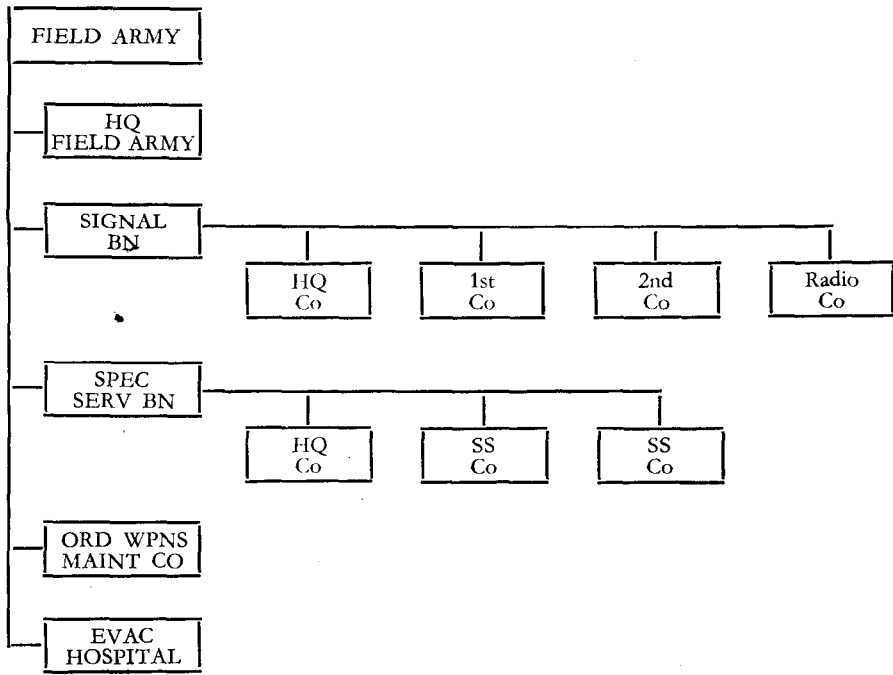 FIELD ARMY
HQ
FIELD ARMY
SIGNAL
BN
HQ
Co
1st
Co
2nd
Co
Radio
Co
SPEC
SERV BN
HQ
Co
SS
Co
SS
Co
ORD WPNS
MAINT CO
EVAC
HOSPITAL